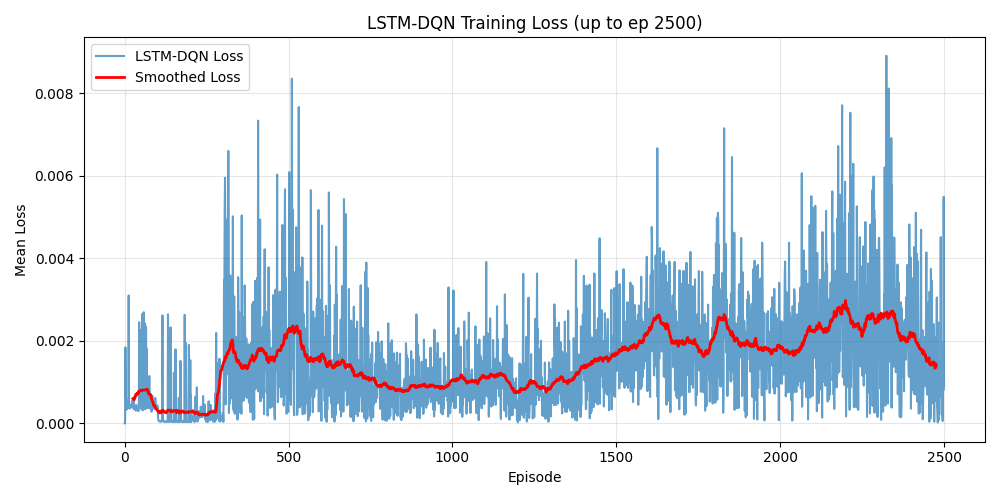 LSTM-DQN Training Loss (up to ep 2500)
LSTM-DQN Loss
Smoothed Loss
Mean Loss
0.008
0.006
0.004
0.002
0.000
0 500 1000 1500 2000 2500
Episode